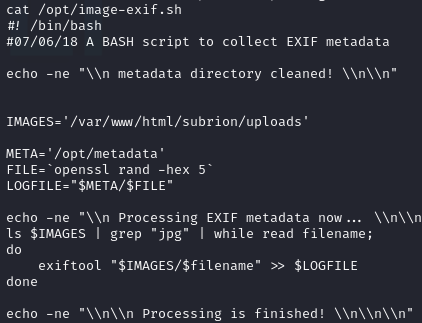 cat /opt/image-exif.sh
#! /bin/bash
#07/06/18 A BASH script to collect EXIF metadata
echo -ne "\\n metadata directory cleaned! \\n\\n"
IMAGES='/var/www/html/subrion/uploads'
META='/opt/metadata'
FILE=`openssl rand -hex 5`
LOGFILE="$META/$FILE"
echo -ne "\\n Processing EXIF metadata now... \\n\\n
ls $IMAGES | grep "jpg" | while read filename;
do
    exiftool "$IMAGES/$filename" >> $LOGFILE
done
echo -ne "\\n\\n Processing is finished! \\n\\n\\n"